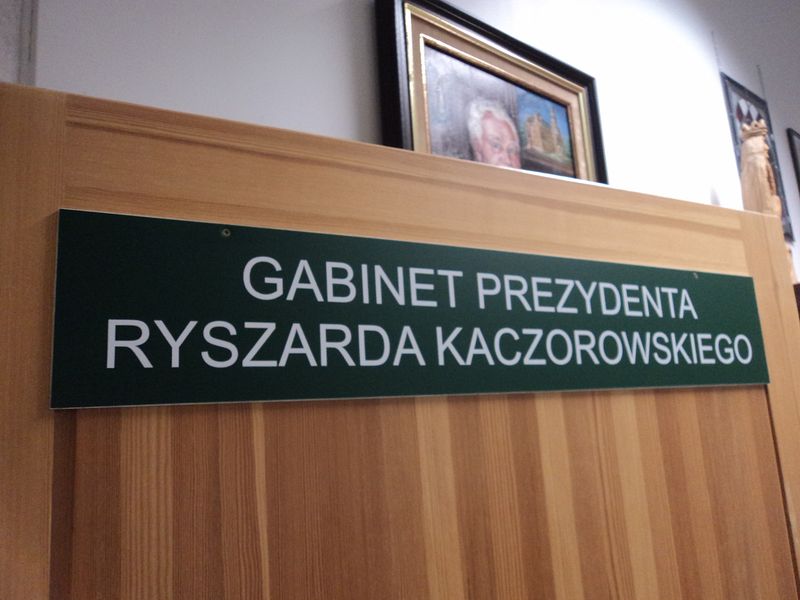 GABINET PREZYDENTA
RYSZARDA KACZOROWSKIEGO